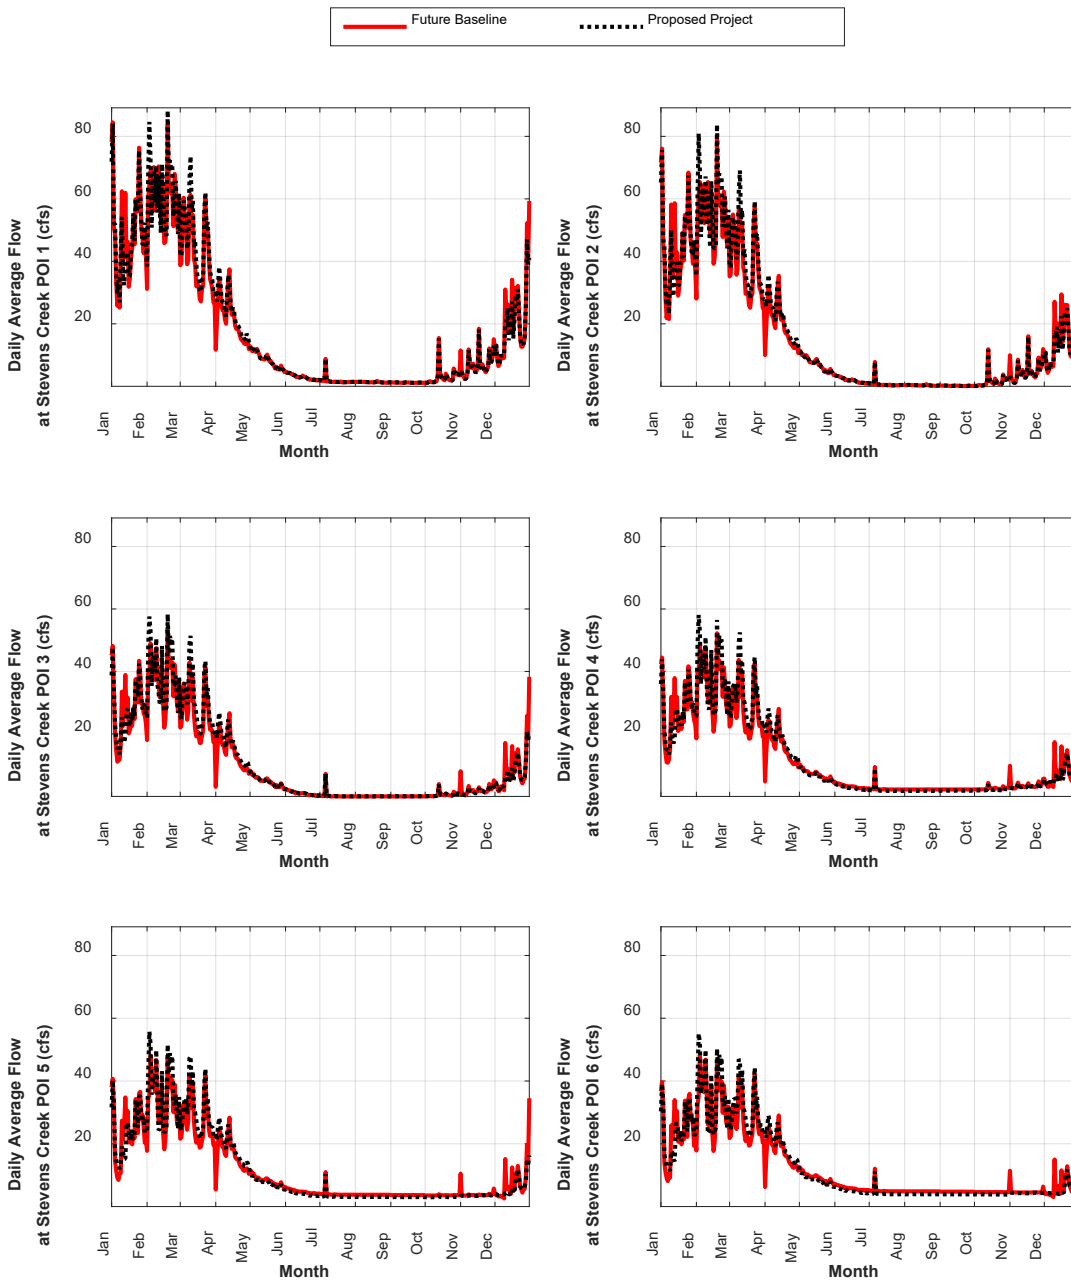 Future Baseline
Proposed Project
Daily Average Flow
at Stevens Creek POI 1 (cfs)
80
60
40
20
Jan
Feb
Mar
Apr
May
Jun
Jul
Aug
Sep
Oct
Nov
Dec
Month
Daily Average Flow
at Stevens Creek POI 2 (cfs)
80
60
40
20
Jan
Feb
Mar
Apr
May
Jun
Jul
Aug
Sep
Oct
Nov
Dec
Month
Daily Average Flow
at Stevens Creek POI 3 (cfs)
80
60
40
20
Jan
Feb
Mar
Apr
May
Jun
Jul
Aug
Sep
Oct
Nov
Dec
Month
Daily Average Flow
at Stevens Creek POI 4 (cfs)
80
60
40
20
Jan
Feb
Mar
Apr
May
Jun
Jul
Aug
Sep
Oct
Nov
Dec
Month
Daily Average Flow
at Stevens Creek POI 5 (cfs)
80
60
40
20
Jan
Feb
Mar
Apr
May
Jun
Jul
Aug
Sep
Oct
Nov
Dec
Month
Daily Average Flow
at Stevens Creek POI 6 (cfs)
80
60
40
20
Jan
Feb
Mar
Apr
May
Jun
Jul
Aug
Sep
Oct
Nov
Dec
Month